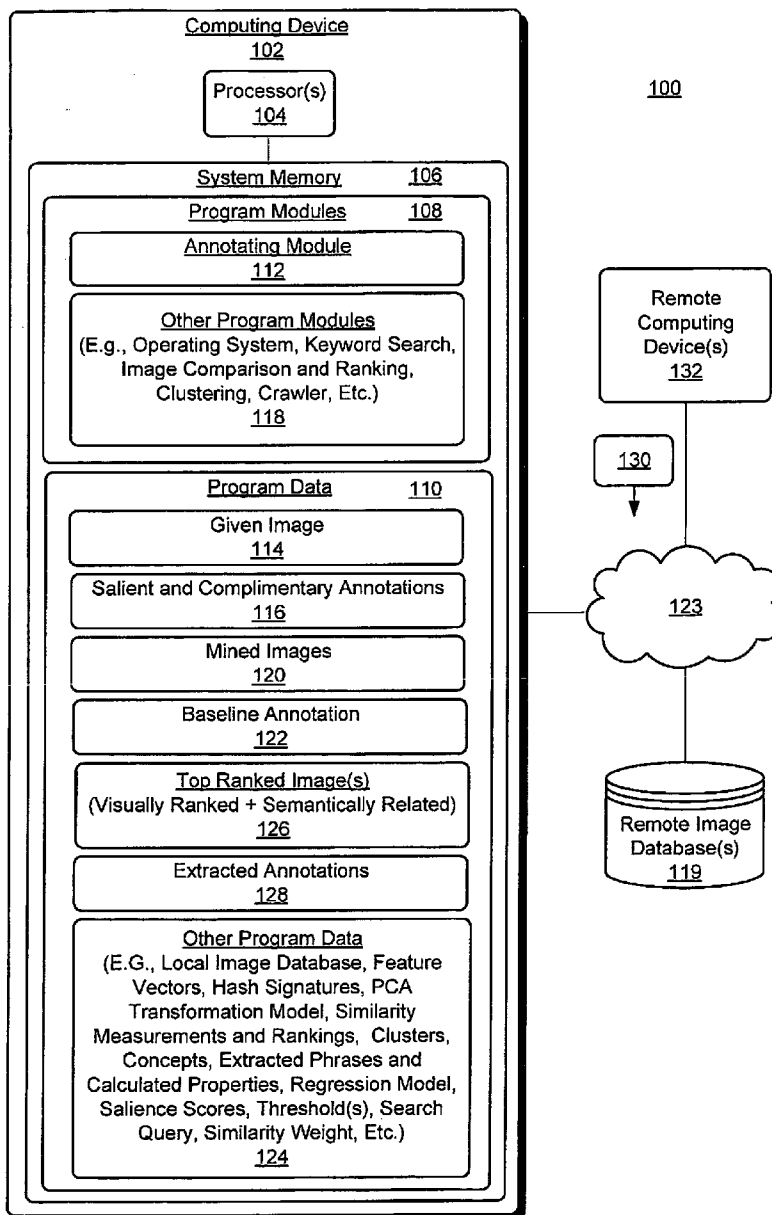 Computing Device
102
Processor(s)
104
100
System Memory 106
Program Modules 108
Annotating Module
112
Other Program Modules
(E.g., Operating System, Keyword Search,
Image Comparison and Ranking,
Clustering, Crawler, Etc.)
118
Remote
Computing
Device(s)
132
130
123
Remote Image
Database(s)
119
Program Data 110
Given Image
114
Salient and Complimentary Annotations
116
Mined Images
120
Baseline Annotation
122
Top Ranked Image(s)
(Visually Ranked + Semantically Related)
126
Extracted Annotations
128
Other Program Data
(E.G., Local Image Database, Feature
Vectors, Hash Signatures, PCA
Transformation Model, Similarity
Measurements and Rankings, Clusters,
Concepts, Extracted Phrases and
Calculated Properties, Regression Model,
Salience Scores, Threshold(s), Search
Query, Similarity Weight, Etc.)
124